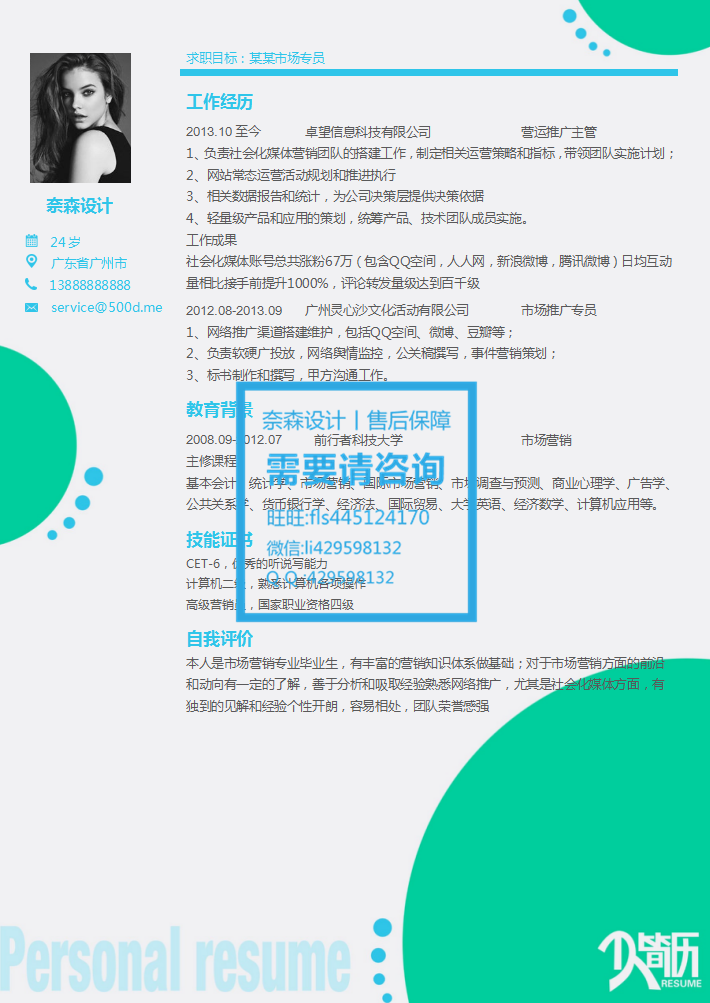 求职目标：某某市场专员
奈森设计
24岁
广东省广州市
13888888888
service@500d.me
工作经历
2013.10 至今 卓望信息科技有限公司 营运推广主管
1、负责社会化媒体营销团队的搭建工作，制定相关运营策略和指标，带领团队实施计划；
2、网站常态运营活动规划和推进执行
3、相关数据报告和统计，为公司决策层提供决策依据
4、轻量级产品和应用的策划，统筹产品、技术团队成员实施。
工作成果
社会化媒体账号总共涨粉67万（包含QQ空间，人人网，新浪微博，腾讯微博）日均互动
量相比接手前提升1000%，评论转发量级达到百千级
2012.08-2013.09 广州灵心沙文化活动有限公司 市场推广专员
1、网络推广渠道搭建维护，包括QQ空间、微博、豆瓣等；
2、负责软硬广投放，网络舆情监控，公关稿撰写，事件营销策划；
3、标书制作和撰写，甲方沟通工作。
教育背景
2008.09-2012.07 前行者科技大学 市场营销
主修课程
基本会计、统计学、市场营销、国际市场营销、市场调查与预测、商业心理学、广告学、
公共关系学、货币银行学、经济法、国际贸易、大学英语、经济数学、计算机应用等。
技能证书
CET-6，优秀的听说写能力
计算机二级，熟悉计算机各项操作
高级营销员，国家职业资格四级
自我评价
本人是市场营销专业毕业生，有丰富的营销知识体系做基础；对于市场营销方面的前沿
和动向有一定的了解，善于分析和吸取经验熟悉网络推广，尤其是社会化媒体方面，有
独到的见解和经验个性开朗，容易相处，团队荣誉感强
奈森设计丨售后保障
需要请咨询
旺旺:fls445124170
微信:li429598132
Q Q :429598132
Personal resume
个人简历
RESUME